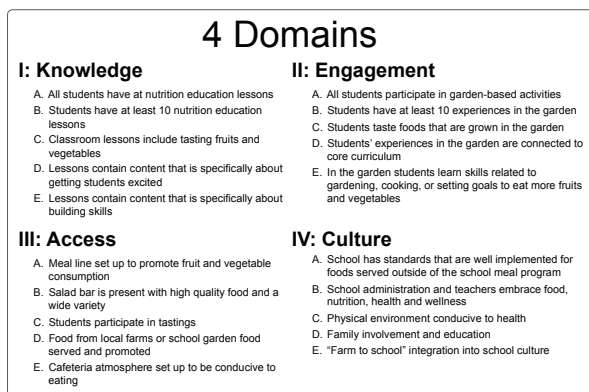 4 Domains
I: Knowledge
A. All students have at nutrition education lessons
B. Students have at least 10 nutrition education
lessons
C. Classroom lessons include tasting fruits and
vegetables
D. Lessons contain content that is specifically about
getting students excited
E. Lessons contain content that is specifically about
building skills
II: Engagement
A. All students participate in garden-based activities
B. Students have at least 10 experiences in the garden
C. Students taste foods that are grown in the garden
D. Students' experiences in the garden are connected to
core curriculum
E. In the garden students learn skills related to
gardening, cooking, or setting goals to eat more fruits
and vegetables
III: Access
A. Meal line set up to promote fruit and vegetable
consumption
B. Salad bar is present with high quality food and a
wide variety
C. Students participate in tastings
D. Food from local farms or school garden food
served and promoted
E. Cafeteria atmosphere set up to be conducive to
eating
IV: Culture
A. School has standards that are well implemented for
foods served outside of the school meal program
B. School administration and teachers embrace food,
nutrition, health and wellness
C. Physical environment conducive to health
D. Family involvement and education
E. "Farm to school" integration into school culture